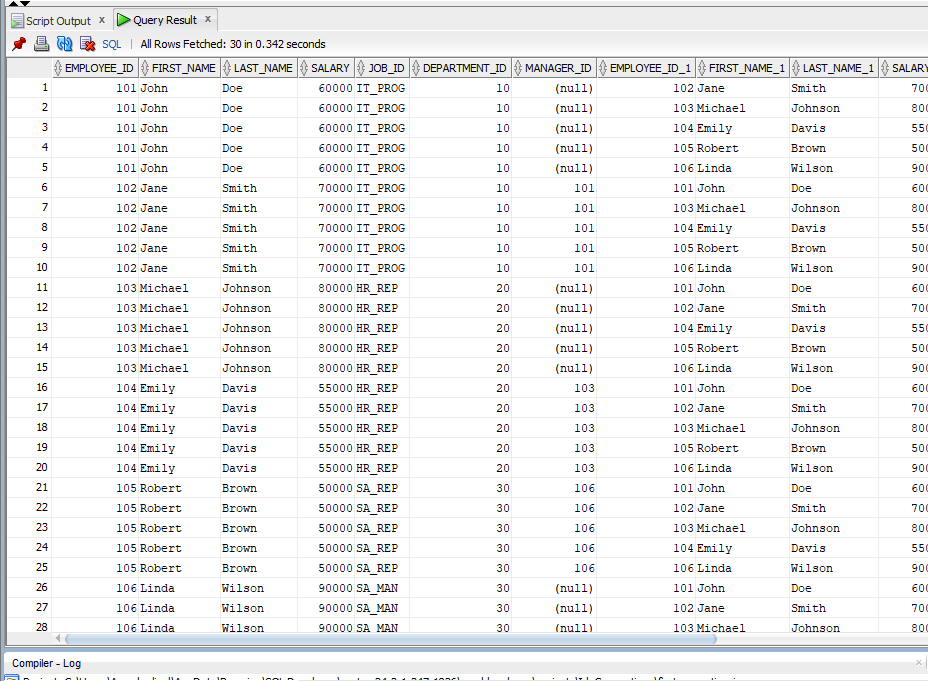 Script Output x Query Result x
SQL | All Rows Fetched: 30 in 0.342 seconds
EMPLOYEE_ID FIRST_NAME LAST_NAME SALARY JOB_ID DEPARTMENT_ID MANAGER_ID EMPLOYEE_ID_1 FIRST_NAME_1 LAST_NAME_1 SALARY
1 101 John Doe 60000 IT_PROG 10 (null) 102 Jane Smith 700
2 101 John Doe 60000 IT_PROG 10 (null) 103 Michael Johnson 800
3 101 John Doe 60000 IT_PROG 10 (null) 104 Emily Davis 550
4 101 John Doe 60000 IT_PROG 10 (null) 105 Robert Brown 500
5 101 John Doe 60000 IT_PROG 10 (null) 106 Linda Wilson 900
6 102 Jane Smith 70000 IT_PROG 10 101 101 John Doe 600
7 102 Jane Smith 70000 IT_PROG 10 101 103 Michael Johnson 800
8 102 Jane Smith 70000 IT_PROG 10 101 104 Emily Davis 550
9 102 Jane Smith 70000 IT_PROG 10 101 105 Robert Brown 500
10 102 Jane Smith 70000 IT_PROG 10 101 106 Linda Wilson 900
11 103 Michael Johnson 80000 HR_REP 20 (null) 101 John Doe 600
12 103 Michael Johnson 80000 HR_REP 20 (null) 102 Jane Smith 700
13 103 Michael Johnson 80000 HR_REP 20 (null) 104 Emily Davis 550
14 103 Michael Johnson 80000 HR_REP 20 (null) 105 Robert Brown 500
15 103 Michael Johnson 80000 HR_REP 20 (null) 106 Linda Wilson 900
16 104 Emily Davis 55000 HR_REP 20 103 101 John Doe 600
17 104 Emily Davis 55000 HR_REP 20 103 102 Jane Smith 700
18 104 Emily Davis 55000 HR_REP 20 103 103 Michael Johnson 800
19 104 Emily Davis 55000 HR_REP 20 103 105 Robert Brown 500
20 104 Emily Davis 55000 HR_REP 20 103 106 Linda Wilson 900
21 105 Robert Brown 50000 SA_REP 30 106 101 John Doe 600
22 105 Robert Brown 50000 SA_REP 30 106 102 Jane Smith 700
23 105 Robert Brown 50000 SA_REP 30 106 103 Michael Johnson 800
24 105 Robert Brown 50000 SA_REP 30 106 104 Emily Davis 550
25 105 Robert Brown 50000 SA_REP 30 106 106 Linda Wilson 900
26 106 Linda Wilson 90000 SA_MAN 30 (null) 101 John Doe 600
27 106 Linda Wilson 90000 SA_MAN 30 (null) 102 Jane Smith 700
28 106 Linda Wilson 90000 SA_MAN 30 (null) 103 Michael Johnson 800
Compiler - Log x